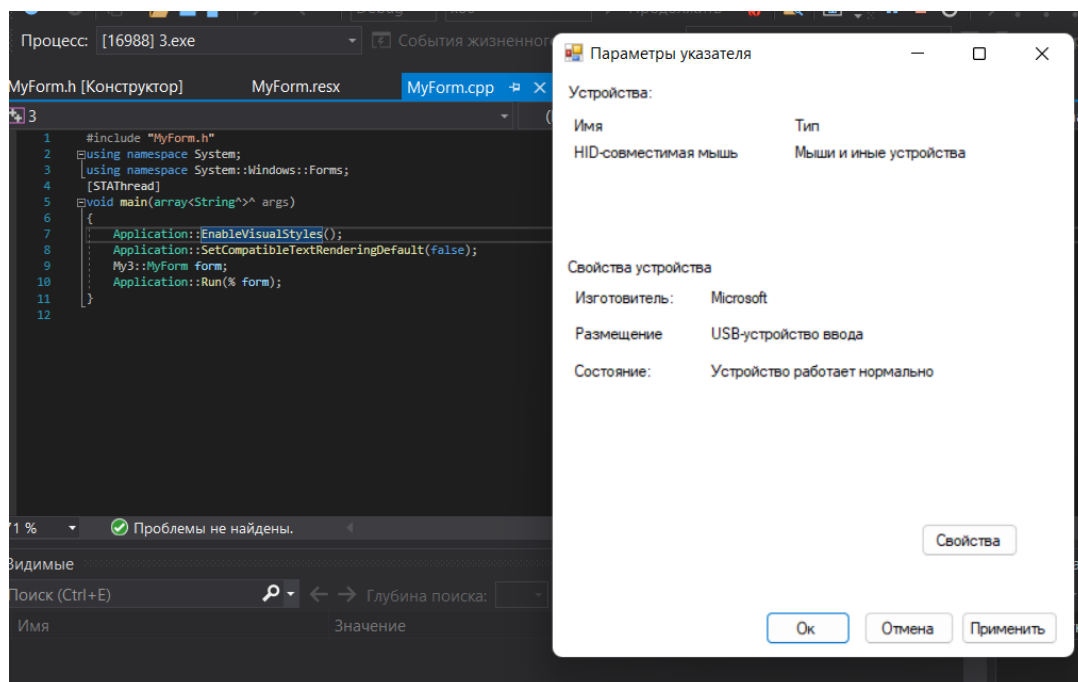 Процесс: [16988] 3.exe
События жизненног
MyForm.h [Конструктор] MyForm.resx MyForm.cpp
3
1 #include "MyForm.h"
2 using namespace System;
3 using namespace System::Windows::Forms;
4 [STAThread]
5 void main(array<String^>^ args)
6 {
7 Application::EnableVisualStyles();
8 Application::SetCompatibleTextRenderingDefault(false);
9 My3::MyForm form;
10 Application::Run(% form);
11 }
12
71 % Проблемы не найдены.
Видимые
Поиск (Ctrl+E) Глубина поиска:
Имя Значение
Параметры указателя
Устройства:
Имя Тип
HID-совместимая мышь Мыши и иные устройства
Свойства устройства
Изготовитель: Microsoft
Размещение USB-устройство ввода
Состояние: Устройство работает нормально
Свойства
Ок Отмена Применить